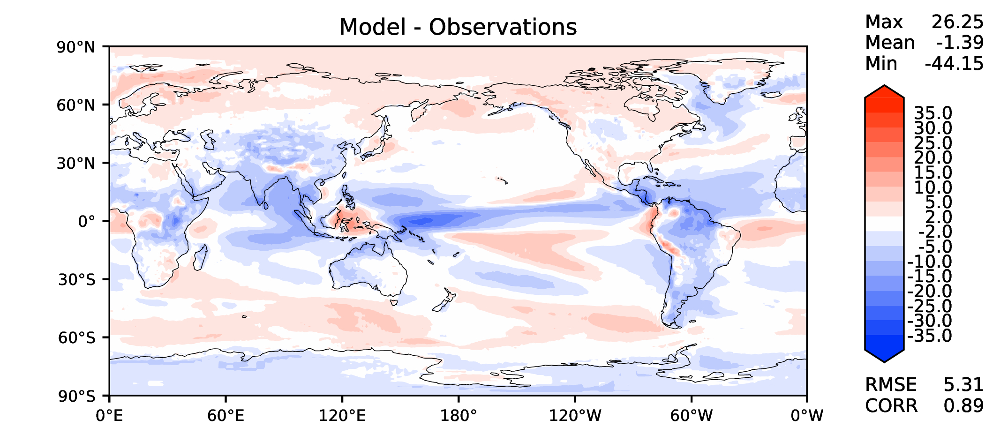 Model - Observations
Max 26.25
Mean -1.39
Min -44.15
90°N
60°N
30°N
0°
30°S
60°S
90°S
0°E 60°E 120°E 180° 120°W 60°W 0°W
35.0
30.0
25.0
20.0
15.0
10.0
5.0
2.0
-2.0
-5.0
-10.0
-15.0
-20.0
-25.0
-30.0
-35.0
RMSE 5.31
CORR 0.89